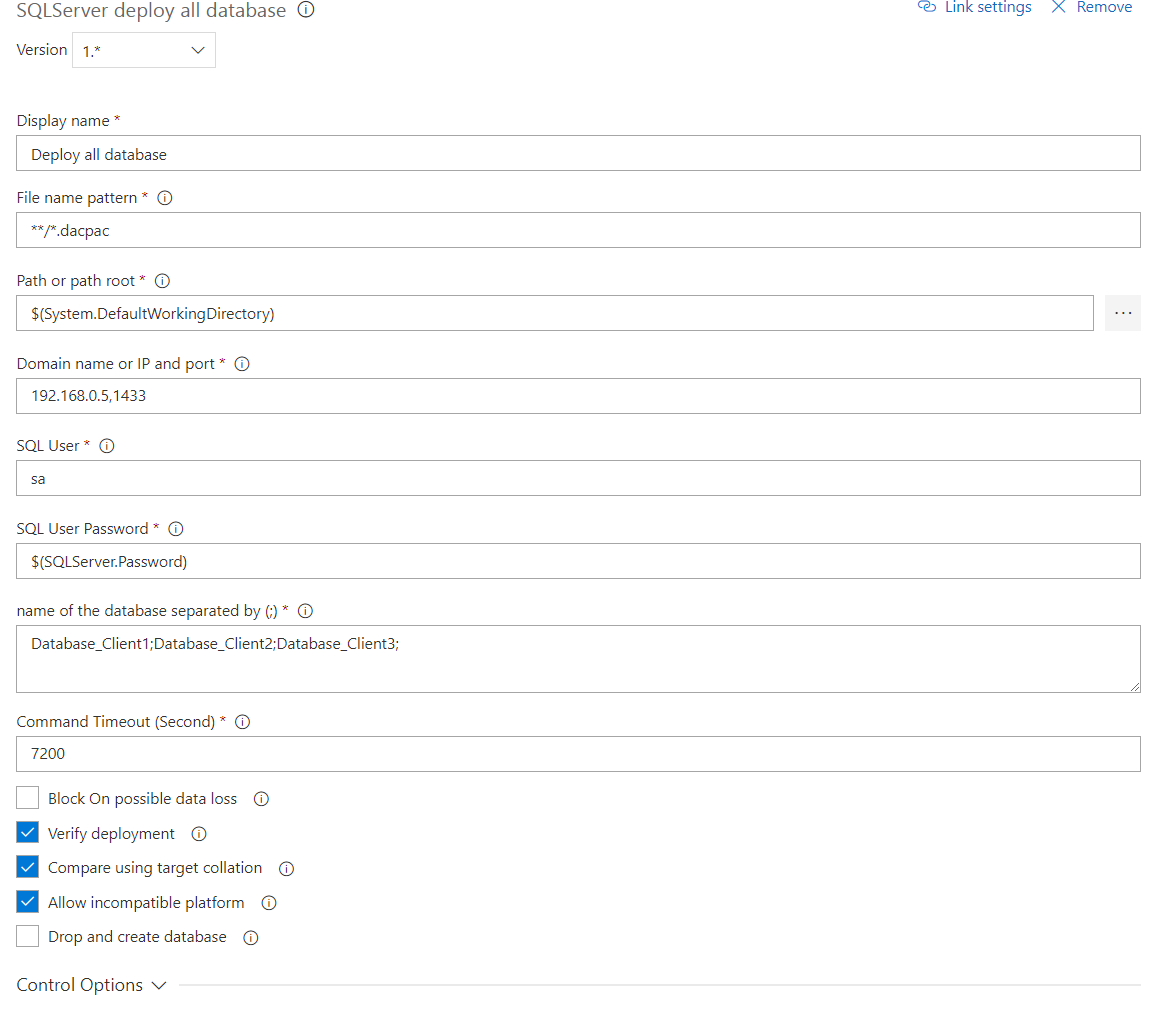 SQLServer deploy all database
Link settings
Remove
Version 1.*
Display name *
Deploy all database
File name pattern *
**/*.dacpac
Path or path root *
$(System.DefaultWorkingDirectory)
...
Domain name or IP and port *
192.168.0.5,1433
SQL User *
sa
SQL User Password *
$(SQLServer.Password)
name of the database separated by (;) *
Database_Client1;Database_Client2;Database_Client3;
Command Timeout (Second) *
7200
Block On possible data loss
Verify deployment
Compare using target collation
Allow incompatible platform
Drop and create database
Control Options